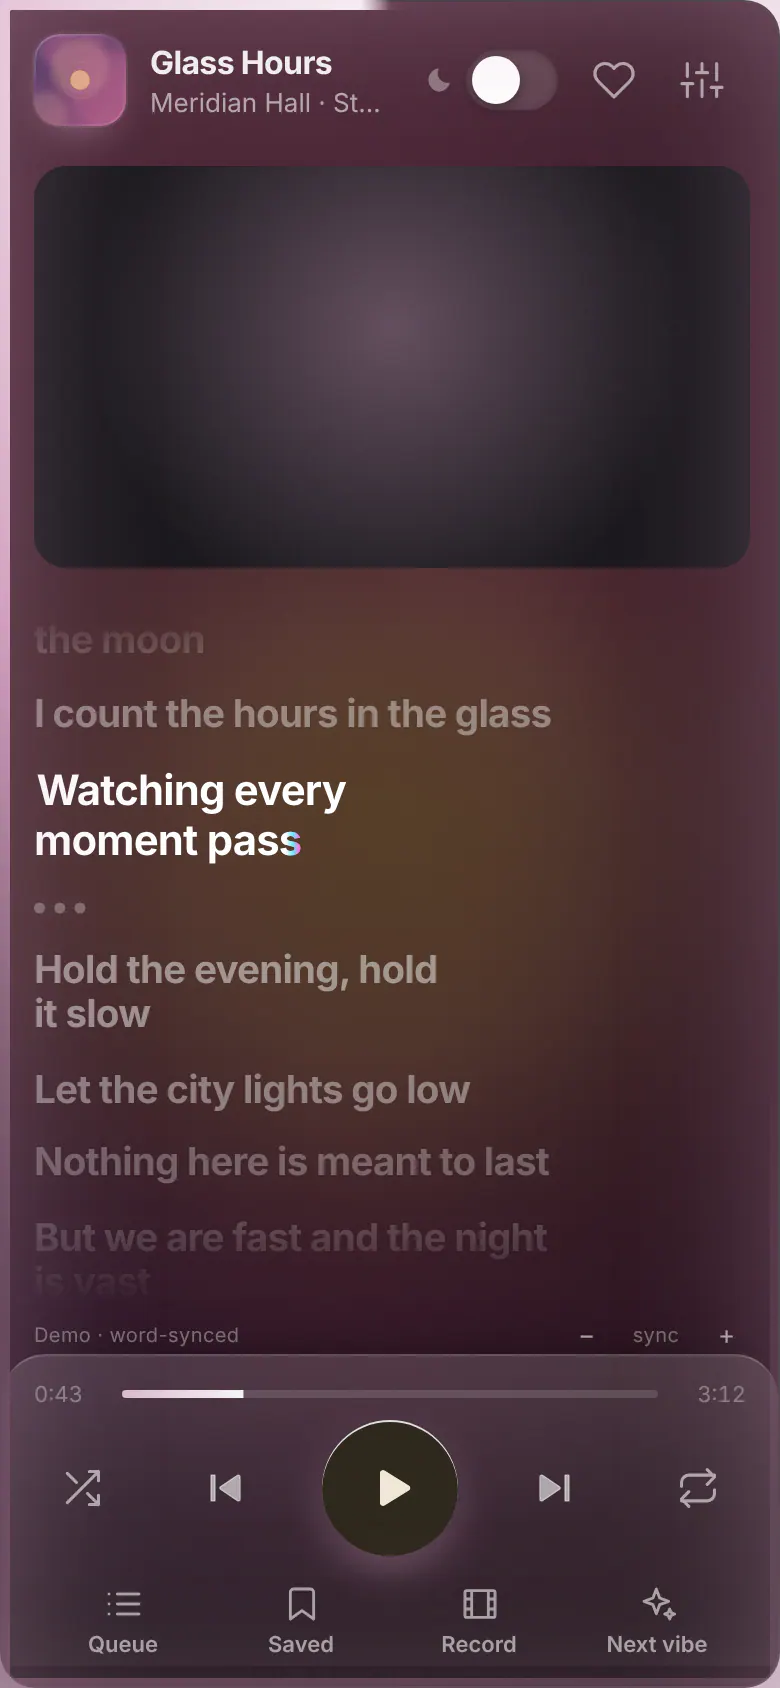 Glass Hours
Meridian Hall · St...
the moon
I count the hours in the glass
Watching every
moment pass
•••
Hold the evening, hold
it slow
Let the city lights go low
Nothing here is meant to last
But we are fast and the night
is vast
Demo · word-synced − sync +
0:43 3:12
Queue Saved Record Next vibe